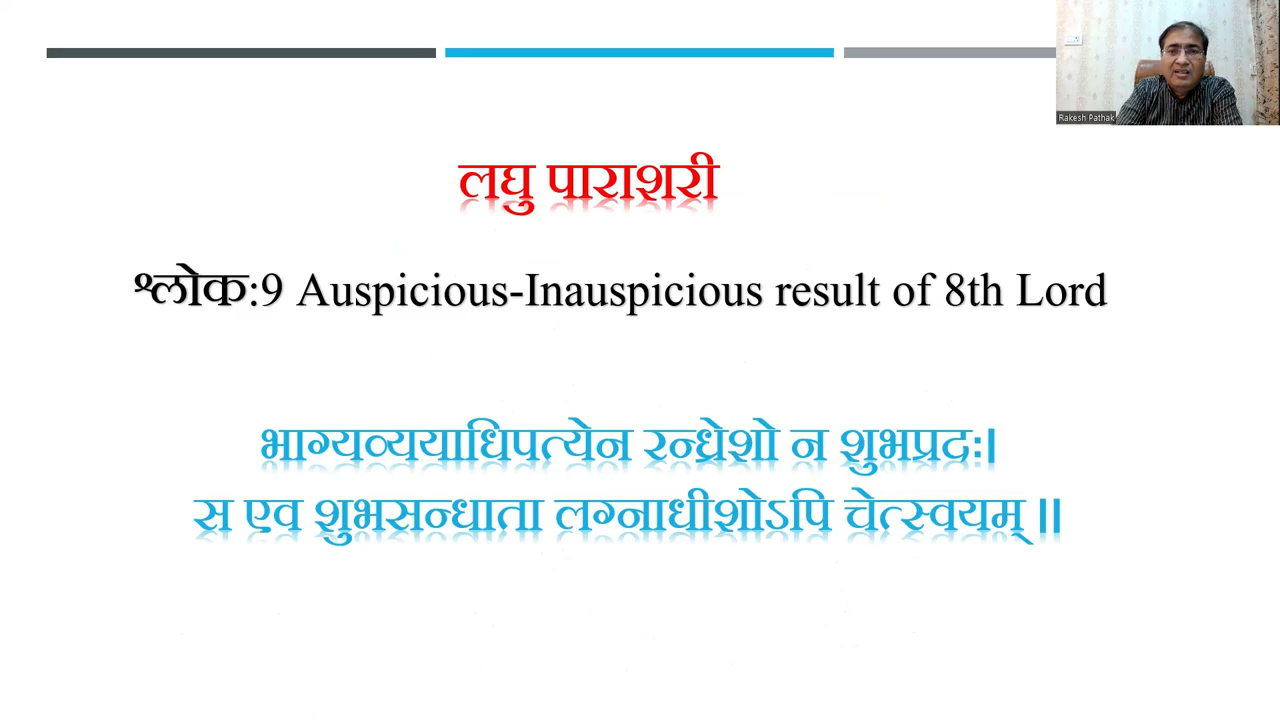 Rakesh Pathak
लघु पाराशरी
श्लोक:9 Auspicious-Inauspicious result of 8th Lord
भाग्यव्ययाधिपत्येन रन्ध्रेशो न शुभप्रदः।
स एव शुभसन्धाता लग्नाधीशोऽपि चेत्स्वयम् ॥